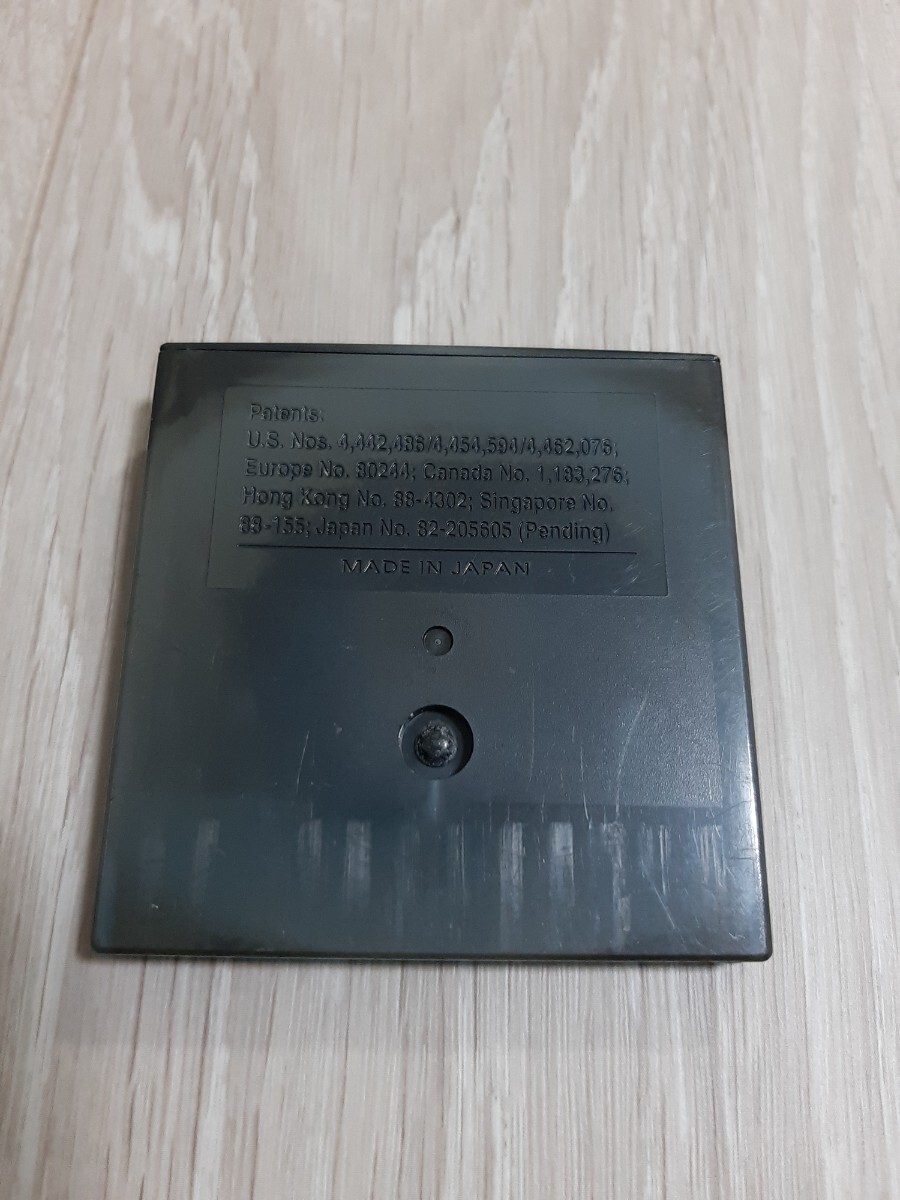 Patents:
U.S. Nos. 4,442,486/4,454,594/4,462,076;
Europe No. 80244; Canada No. 1,183,276;
Hong Kong No. 88-4302; Singapore No.
88-155; Japan No. 82-205605 (Pending)
MADE IN JAPAN